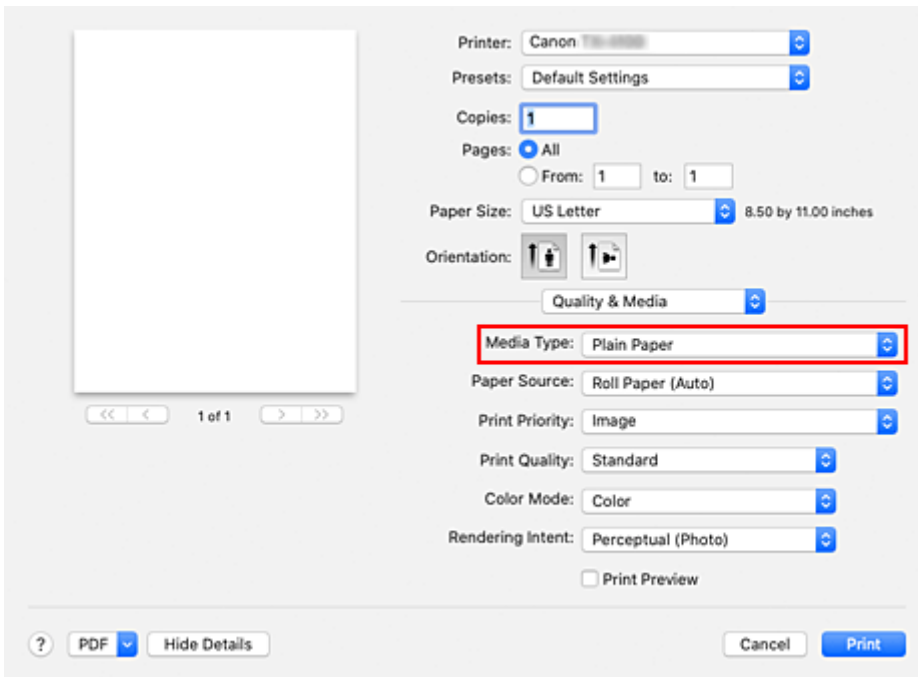 Printer: Canon
Presets: Default Settings
Copies: 1
Pages: All
From: 1 to: 1
Paper Size: US Letter 8.50 by 11.00 inches
Orientation:
Quality & Media
Media Type: Plain Paper
Paper Source: Roll Paper (Auto)
1 of 1
Print Priority: Image
Print Quality: Standard
Color Mode: Color
Rendering Intent: Perceptual (Photo)
Print Preview
? PDF Hide Details Cancel Print